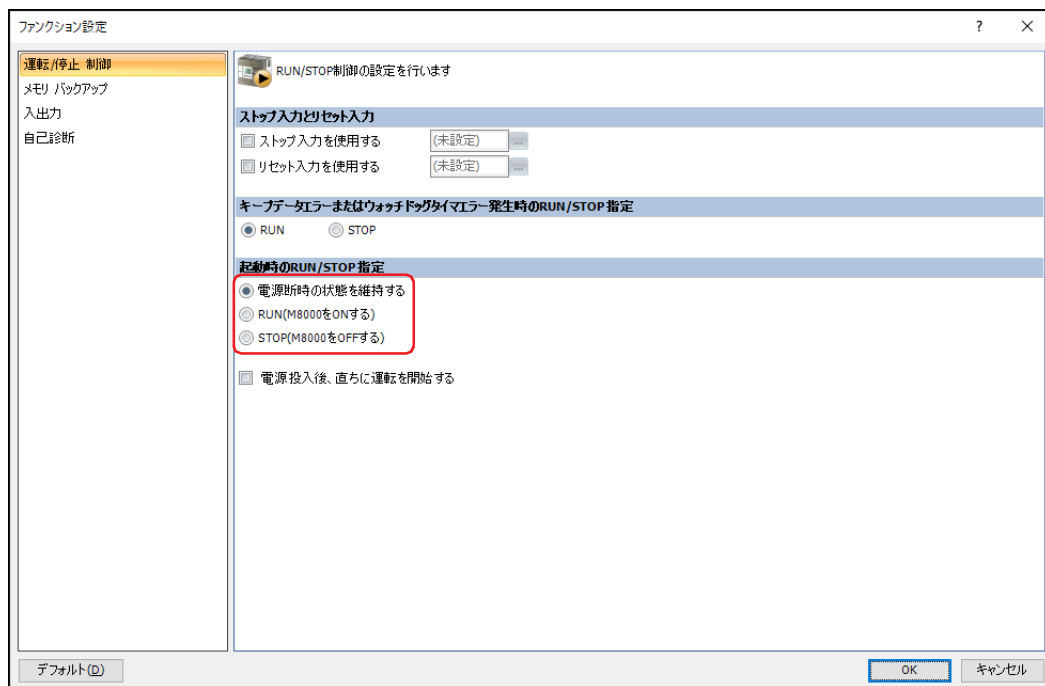 ファンクション設定
? ×
運転/停止 制御
メモリ バックアップ
入出力
自己診断
RUN/STOP制御の設定を行います
ストップ入力とリセット入力
ストップ入力を使用する (未設定) ...
リセット入力を使用する (未設定) ...
キープデータエラーまたはウォッチドッグタイマエラー発生時のRUN/STOP指定
RUN STOP
起動時のRUN/STOP指定
電源断時の状態を維持する
RUN(M8000をONする)
STOP(M8000をOFFする)
電源投入後、直ちに運転を開始する
デフォルト(D) OK キャンセル